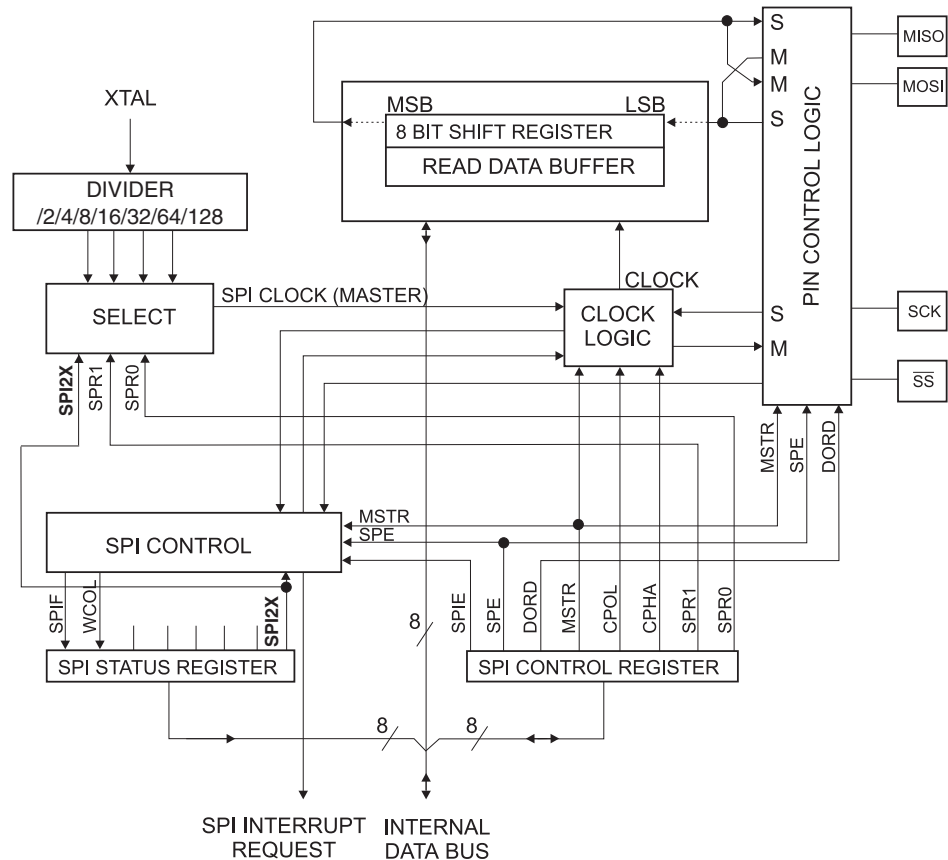 S
M
M
S
MISO
MOSI
PIN CONTROL LOGIC
XTAL
MSB
LSB
8 BIT SHIFT REGISTER
READ DATA BUFFER
DIVIDER
/2/4/8/16/32/64/128
SPI CLOCK (MASTER)
CLOCK
SELECT
CLOCK
LOGIC
S
M
SCK
SS
SPI2X
SPR1
SPR0
MSTR
SPE
DORD
MSTR
SPE
SPI CONTROL
SPIF
WCOL
SPI2X
8
SPIE
SPE
DORD
MSTR
CPOL
CPHA
SPR1
SPR0
SPI STATUS REGISTER
SPI CONTROL REGISTER
8
8
SPI INTERRUPT
REQUEST
INTERNAL
DATA BUS